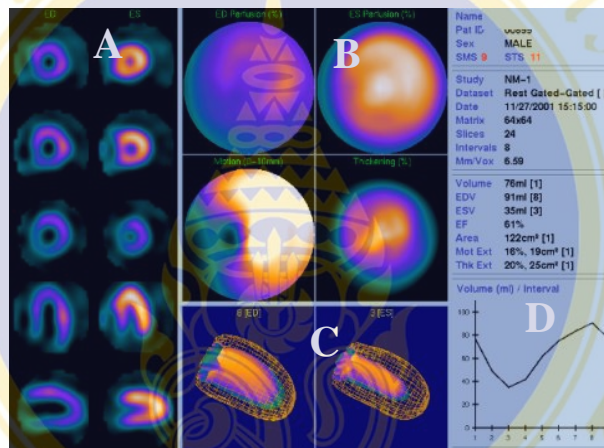 ED ES
A
ED Perfusion (%)
ES Perfusion (%)
B
Motion (0-10mm)
Thickening (%)
8 [ED]
3 [ES]
C
Name
Pat ID 00899
Sex MALE
SMS 9 STS 11
Study NM-1
Dataset Rest Gated-Gated [
Date 11/27/2001 15:15:00
Matrix 64x64
Slices 24
Intervals 8
Mm/Vox 6.59
Volume 76ml [1]
EDV 91ml [8]
ESV 35ml [3]
EF 61%
Area 122cm² [1]
Mot Ext 16%, 19cm² [1]
Thk Ext 20%, 25cm² [1]
Volume (ml) / Interval
D
100
80
60
40
20
0
1 2 3 4 5 6 7 8